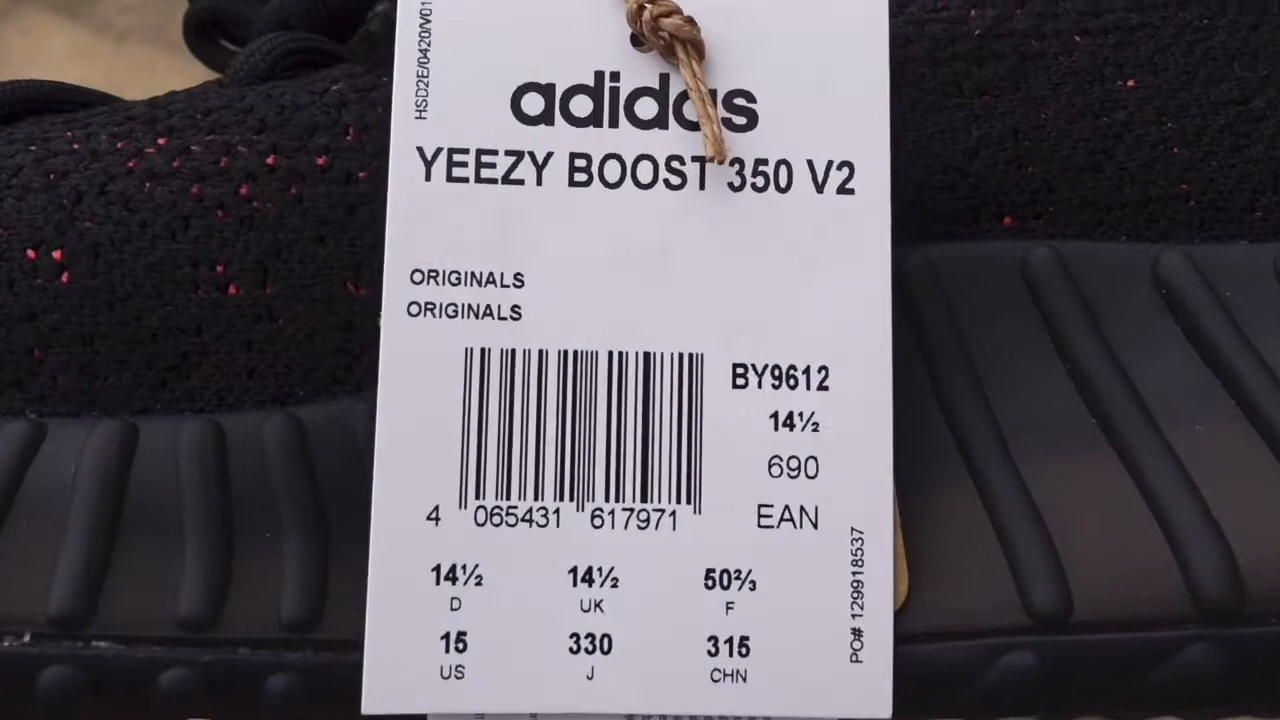 HSD2E/0420/V01
adidas
YEEZY BOOST 350 V2
ORIGINALS
ORIGINALS
BY9612
14½
690
4 065431 617971 EAN
14½ 14½ 50⅔
D UK F
15 330 315
US J CHN
PO# 129918537